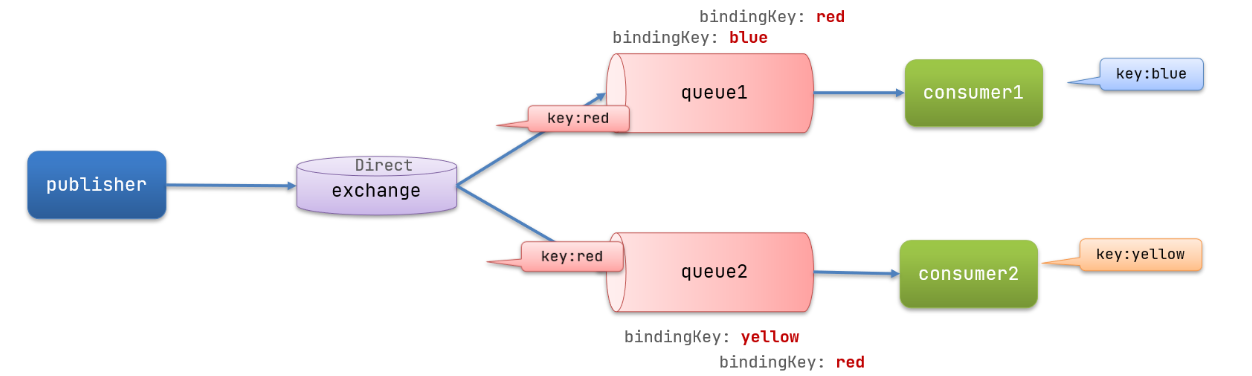 bindingKey: red
bindingKey: blue
key:blue
queue1
consumer1
key:red
Direct
exchange
publisher
key:red
queue2
consumer2
key:yellow
bindingKey: yellow
bindingKey: red